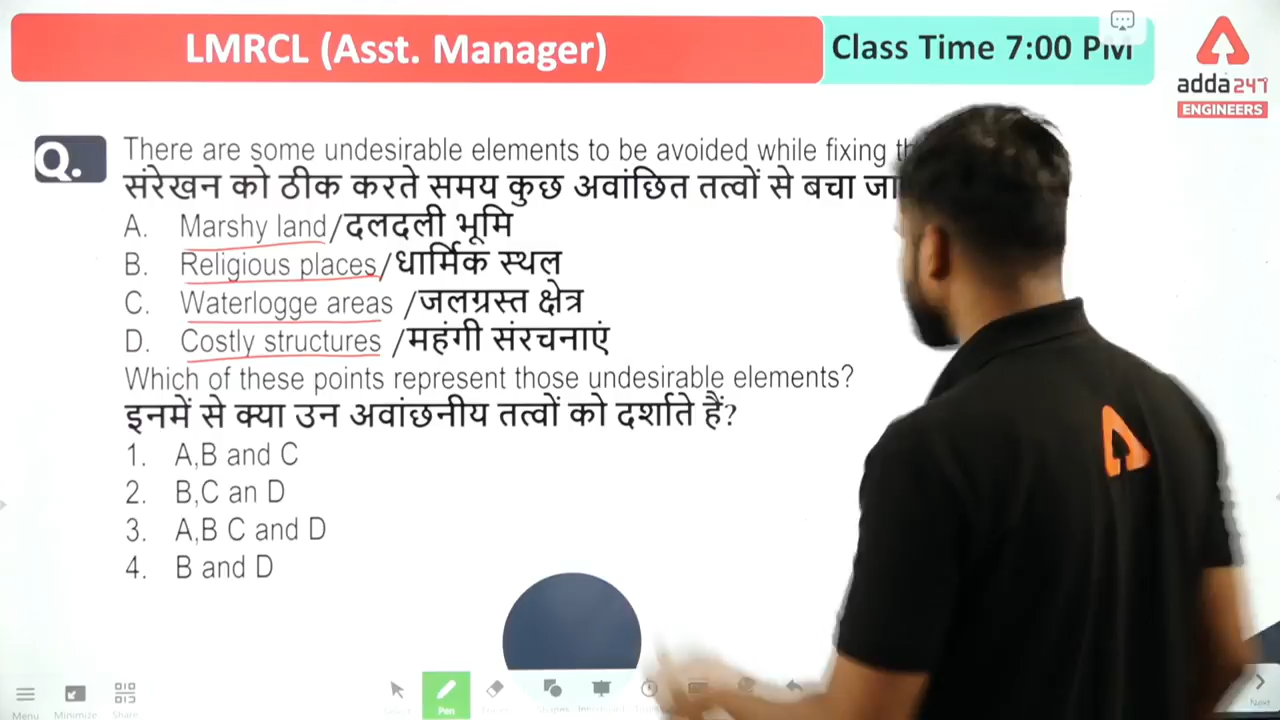 LMRCL (Asst. Manager)
Class Time 7:00 PM
adda247
ENGINEERS
Q.
There are some undesirable elements to be avoided while fixing
संरेखन को ठीक करते समय कुछ अवांछित तत्वों से बचा
A. Marshy land/दलदली भूमि
B. Religious places/धार्मिक स्थल
C. Waterlogge areas /जलग्रस्त क्षेत्र
D. Costly structures /महंगी संरचनाएं
Which of these points represent those undesirable elements?
इनमें से क्या उन अवांछनीय तत्वों को दर्शाते हैं?
1. A,B and C
2. B,C an D
3. A,B C and D
4. B and D
Menu Minimize Share Select Pen Shapes Next